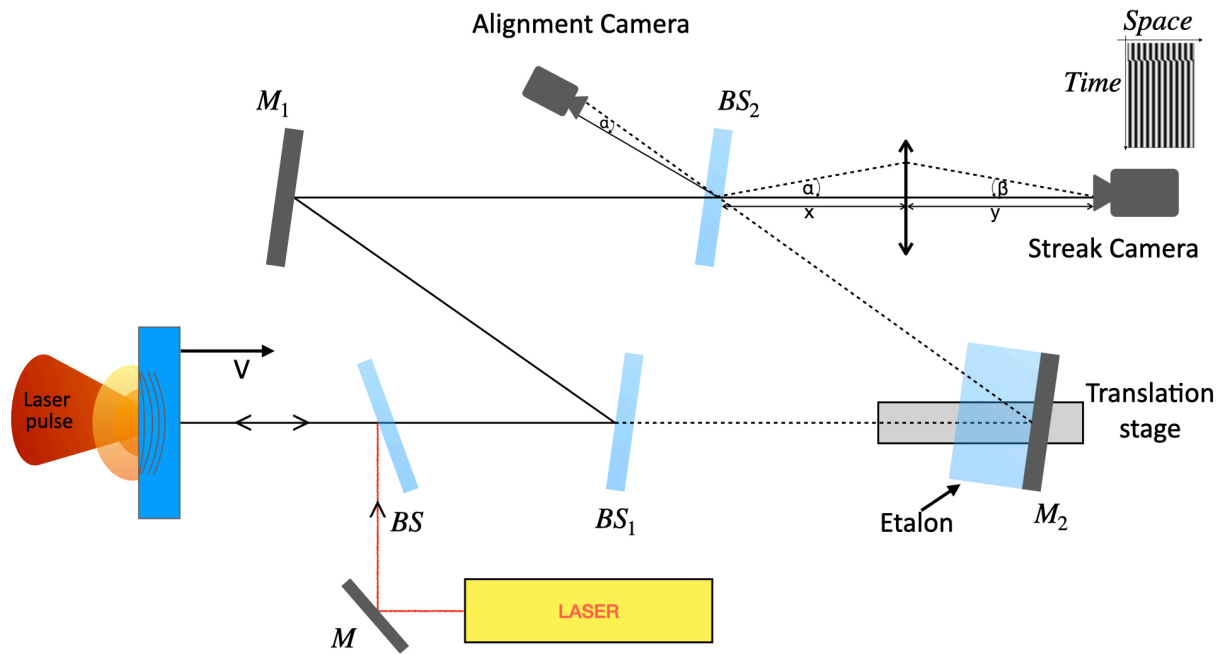 Alignment Camera
Space
Time
M₁
BS₂
α
α
β
x
y
Streak Camera
Laser
pulse
V
Translation
stage
BS
BS₁
Etalon
M₂
M
LASER